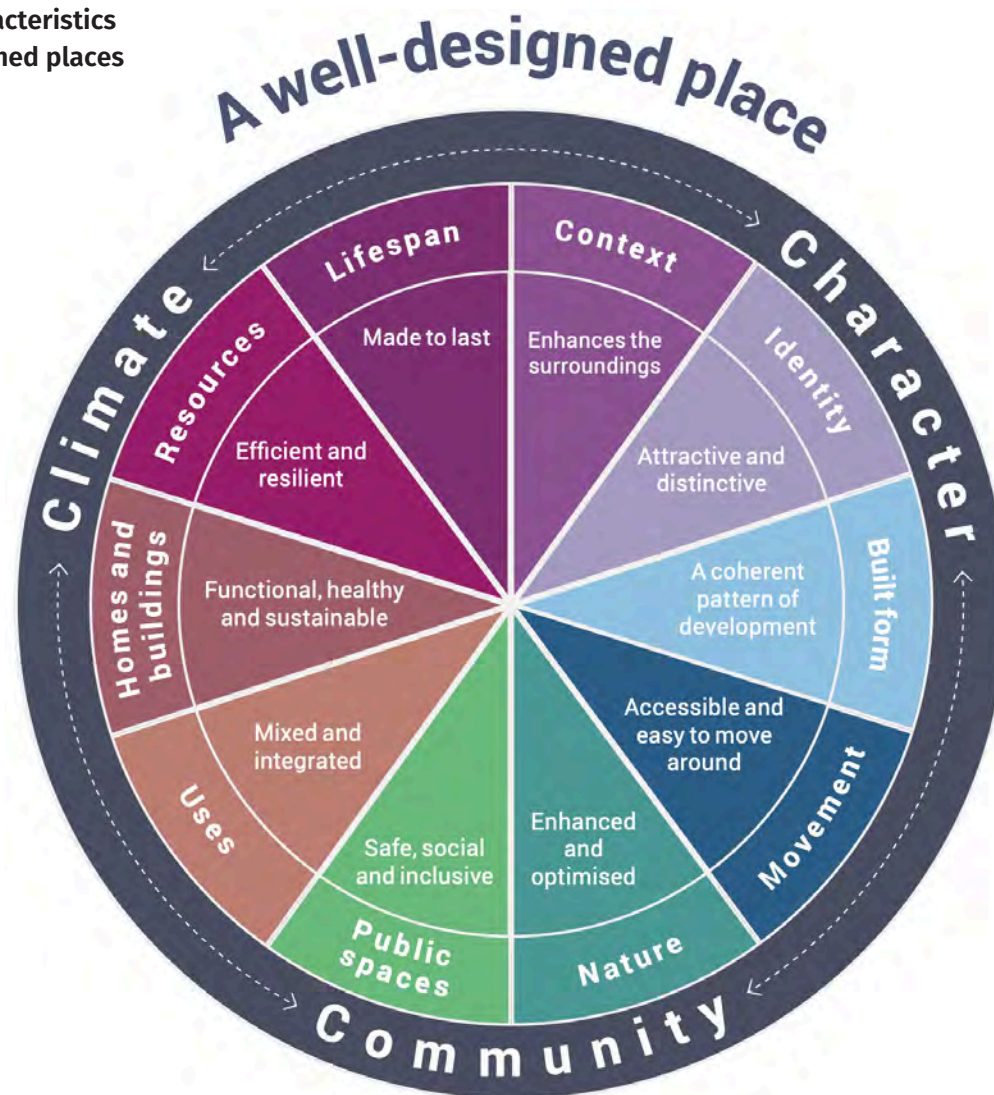 acteristics
ned places
A well-designed place
Climate
Character
Community
Context
Enhances the
surroundings
Identity
Attractive and
distinctive
Built form
A coherent
pattern of
development
Movement
Accessible and
easy to move
around
Nature
Enhanced
and
optimised
Public
spaces
Safe, social
and inclusive
Uses
Mixed and
integrated
Homes and
buildings
Functional, healthy
and sustainable
Resources
Efficient and
resilient
Lifespan
Made to last